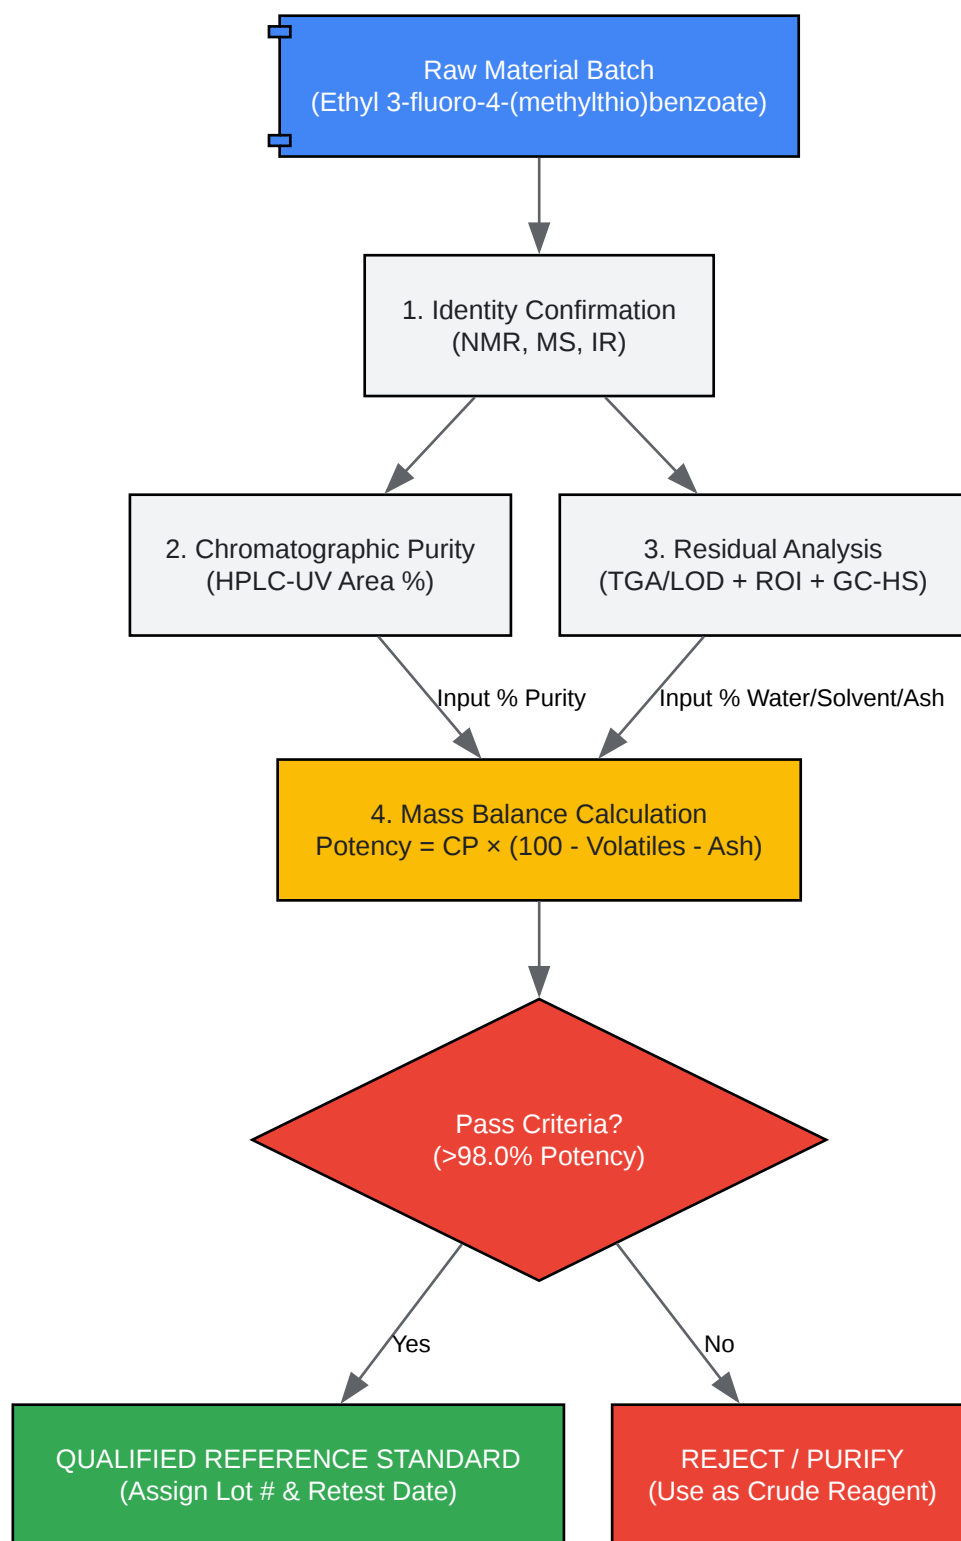 Raw Material Batch
(Ethyl 3-fluoro-4-(methylthio)benzoate)
1. Identity Confirmation
(NMR, MS, IR)
2. Chromatographic Purity
(HPLC-UV Area %)
3. Residual Analysis
(TGA/LOD + ROI + GC-HS)
Input % Purity
Input % Water/Solvent/Ash
4. Mass Balance Calculation
Potency = CP × (100 - Volatiles - Ash)
Pass Criteria?
(>98.0% Potency)
Yes
No
QUALIFIED REFERENCE STANDARD
(Assign Lot # & Retest Date)
REJECT / PURIFY
(Use as Crude Reagent)